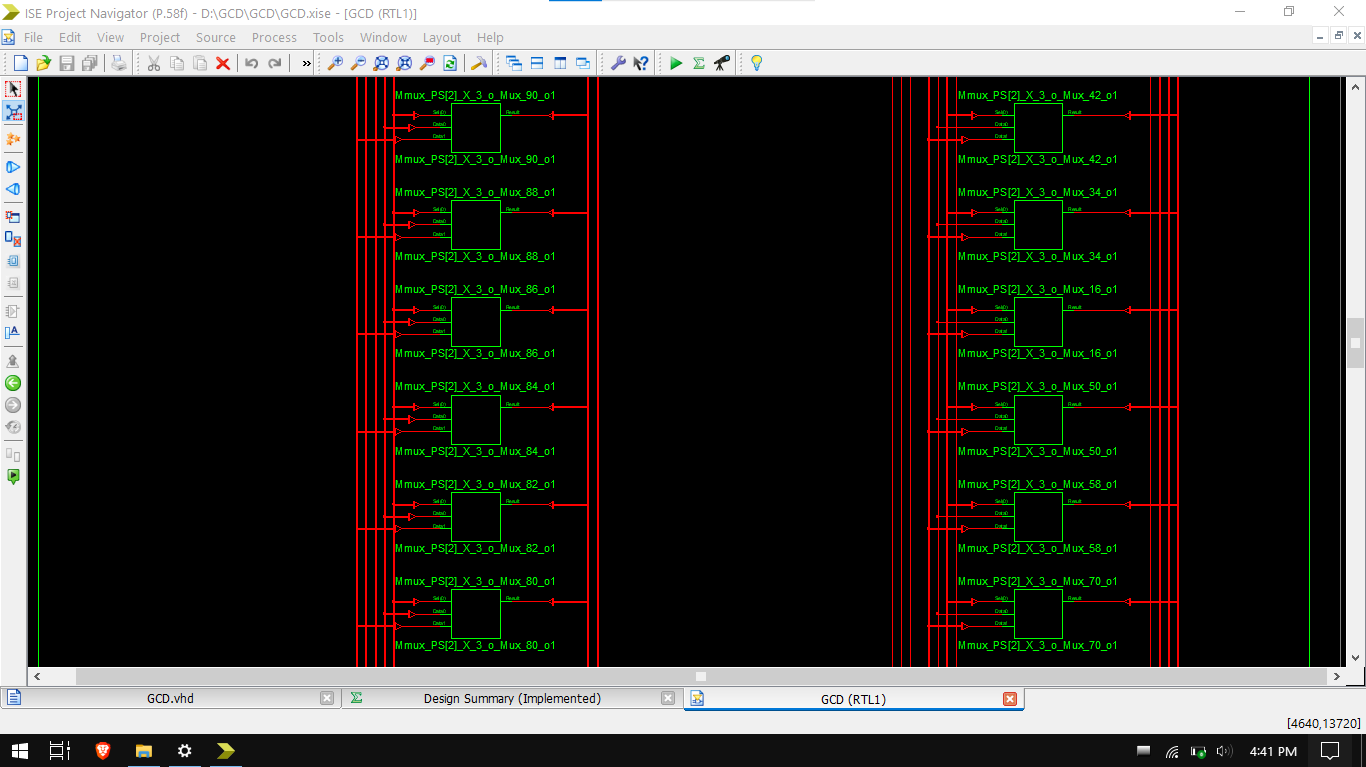 ISE Project Navigator (P.58f) - D:\GCD\GCD\GCD.xise - [GCD (RTL1)]
File Edit View Project Source Process Tools Window Layout Help
Mmux_PS[2]_X_3_o_Mux_90_o1
Sel(0) Result
Data0
Data1
Mmux_PS[2]_X_3_o_Mux_90_o1
Mmux_PS[2]_X_3_o_Mux_88_o1
Sel(0) Result
Data0
Data1
Mmux_PS[2]_X_3_o_Mux_88_o1
Mmux_PS[2]_X_3_o_Mux_86_o1
Sel(0) Result
Data0
Data1
Mmux_PS[2]_X_3_o_Mux_86_o1
Mmux_PS[2]_X_3_o_Mux_84_o1
Sel(0) Result
Data0
Data1
Mmux_PS[2]_X_3_o_Mux_84_o1
Mmux_PS[2]_X_3_o_Mux_82_o1
Sel(0) Result
Data0
Data1
Mmux_PS[2]_X_3_o_Mux_82_o1
Mmux_PS[2]_X_3_o_Mux_80_o1
Sel(0) Result
Data0
Data1
Mmux_PS[2]_X_3_o_Mux_80_o1
Mmux_PS[2]_X_3_o_Mux_42_o1
Sel(0) Result
Data0
Data1
Mmux_PS[2]_X_3_o_Mux_42_o1
Mmux_PS[2]_X_3_o_Mux_34_o1
Sel(0) Result
Data0
Data1
Mmux_PS[2]_X_3_o_Mux_34_o1
Mmux_PS[2]_X_3_o_Mux_16_o1
Sel(0) Result
Data0
Data1
Mmux_PS[2]_X_3_o_Mux_16_o1
Mmux_PS[2]_X_3_o_Mux_50_o1
Sel(0) Result
Data0
Data1
Mmux_PS[2]_X_3_o_Mux_50_o1
Mmux_PS[2]_X_3_o_Mux_58_o1
Sel(0) Result
Data0
Data1
Mmux_PS[2]_X_3_o_Mux_58_o1
Mmux_PS[2]_X_3_o_Mux_70_o1
Sel(0) Result
Data0
Data1
Mmux_PS[2]_X_3_o_Mux_70_o1
GCD.vhd
Design Summary (Implemented)
GCD (RTL1)
[4640,13720]
4:41 PM